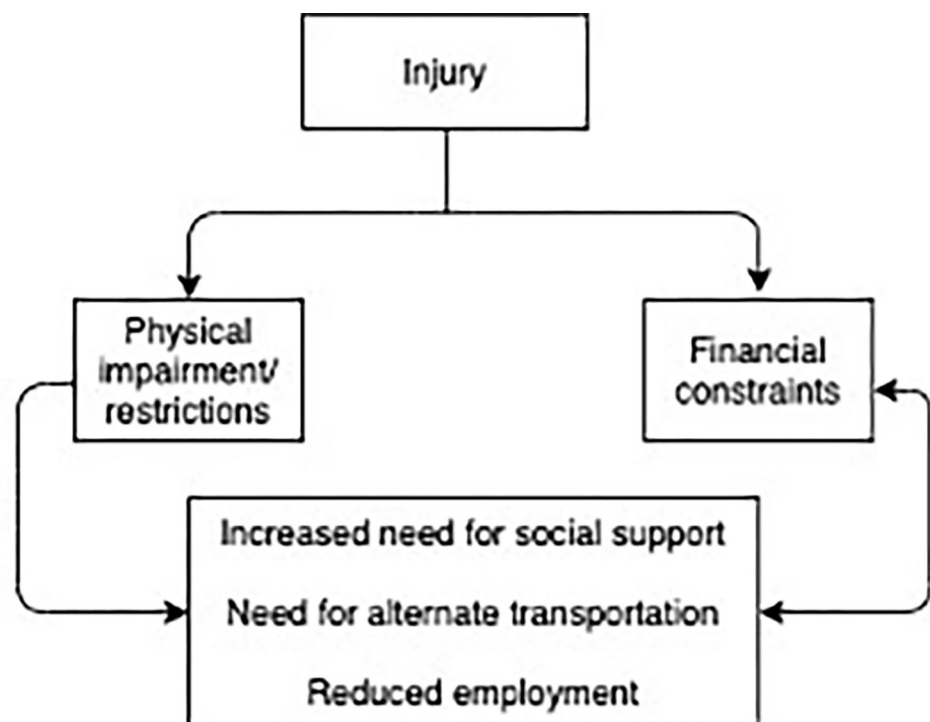 Injury
Physical
impairment/
restrictions
Financial
constraints
Increased need for social support
Need for alternate transportation
Reduced employment